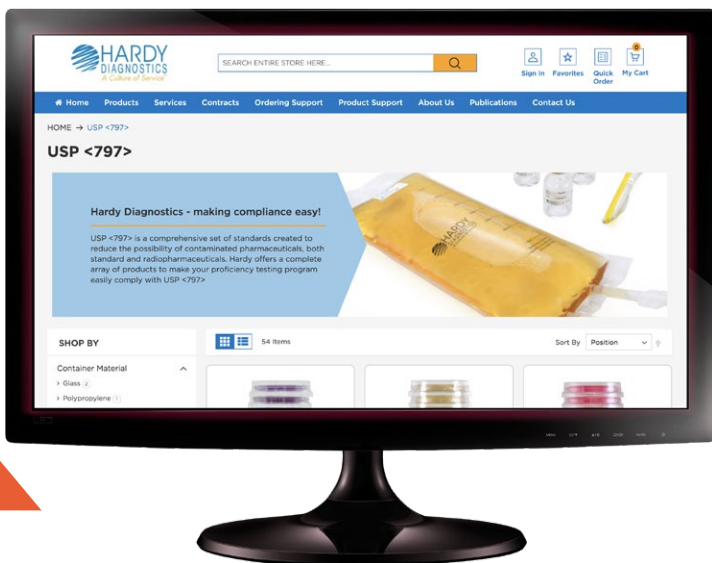 HARDY
DIAGNOSTICS
A Culture of Service
SEARCH ENTIRE STORE HERE...
0
Sign in Favorites Quick Order My Cart
Home Products Services Contracts Ordering Support Product Support About Us Publications Contact Us
HOME → USP <797>
USP <797>
Hardy Diagnostics - making compliance easy!
USP <797> is a comprehensive set of standards created to
reduce the possibility of contaminated pharmaceuticals, both
standard and radiopharmaceuticals. Hardy offers a complete
array of products to make your proficiency testing program
easily comply with USP <797>
HARDY
DIAGNOSTICS
SHOP BY
54 Items
Sort By Position
Container Material
Glass 2
Polypropylene 1